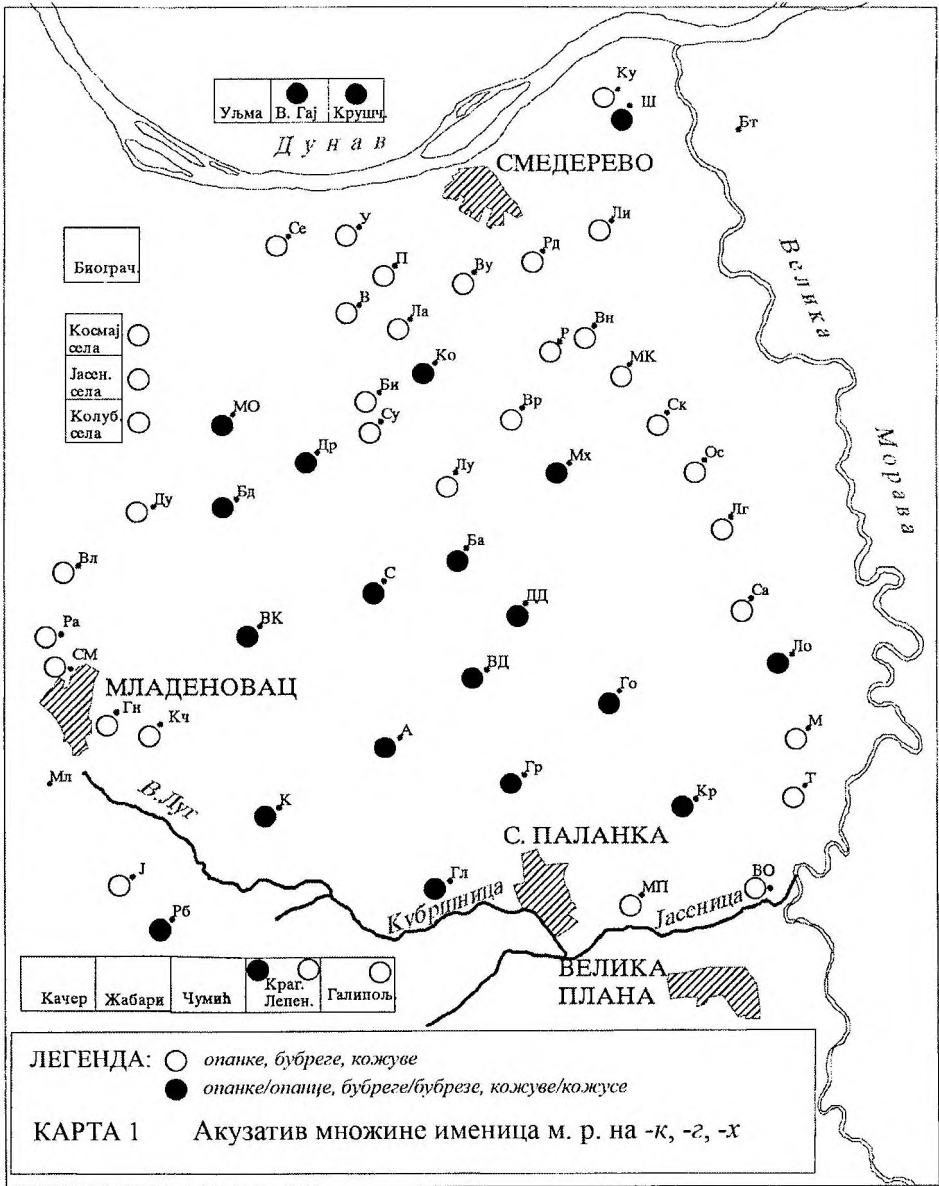 Ку
Ш
Бт
Уљма
В. Гај
Крушч.
Дунав
СМЕДЕРЕВО
Се
У
Ли
Рд
П
Ву
Велика
Биограч.
В
Ла
Р
Вн
Космај
села
Јасен.
села
Колуб.
села
Ко
МК
Би
МО
Су
Вр
Ск
Др
Мх
Ос
Морава
Лу
Ду
Бд
Лг
Вл
Ба
С
Са
ДД
Ра
ВК
Ло
СМ
ВД
Го
МЛАДЕНОВАЦ
Гн
Кч
А
М
Мл
Гр
Т
В.Луг
К
Кр
С. ПАЛАНКА
Ј
Гл
МП
ВО
Кубршница
Јасеница
Рб
ВЕЛИКА
ПЛАНА
Качер
Жабари
Чумић
Краг.
Лепен.
Галипољ.
ЛЕГЕНДА:
опанке, бубреге, кожуве
опанке/опанце, бубреге/бубрезе, кожуве/кожусе
КАРТА 1 Акузатив множине именица м. р. на -к, -г, -х